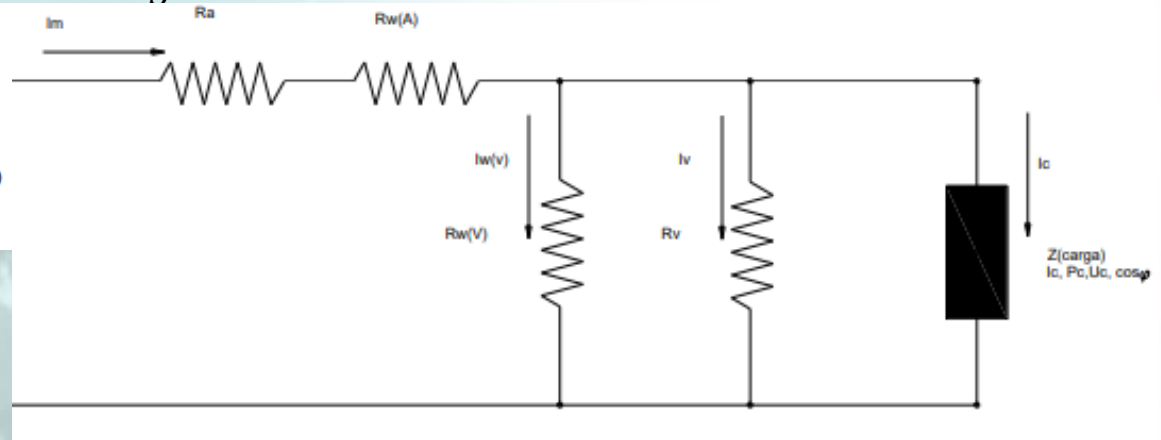 Im
Ra
Rw(A)
Iw(v)
Iv
Ic
Rw(V)
Rv
Z(carga)
Ic, Pc,Uc, cosφ